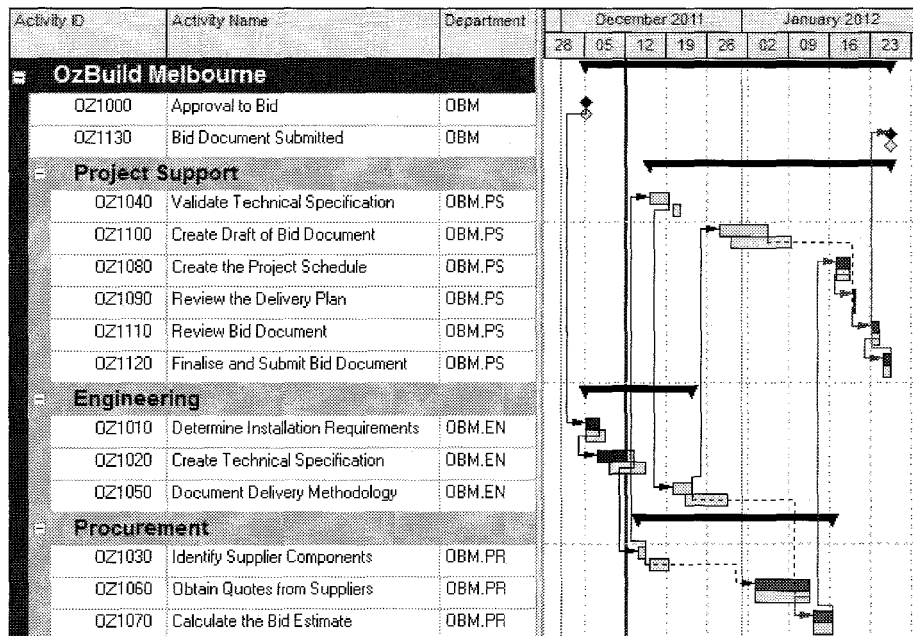 Activity ID Activity Name Department December 2011 January 2012
28 05 12 19 26 02 09 16 23
OzBuild Melbourne
OZ1000 Approval to Bid OBM
OZ1130 Bid Document Submitted OBM
Project Support
OZ1040 Validate Technical Specification OBM.PS
OZ1100 Create Draft of Bid Document OBM.PS
OZ1080 Create the Project Schedule OBM.PS
OZ1090 Review the Delivery Plan OBM.PS
OZ1110 Review Bid Document OBM.PS
OZ1120 Finalise and Submit Bid Document OBM.PS
Engineering
OZ1010 Determine Installation Requirements OBM.EN
OZ1020 Create Technical Specification OBM.EN
OZ1050 Document Delivery Methodology OBM.EN
Procurement
OZ1030 Identify Supplier Components OBM.PR
OZ1060 Obtain Quotes from Suppliers OBM.PR
OZ1070 Calculate the Bid Estimate OBM.PR